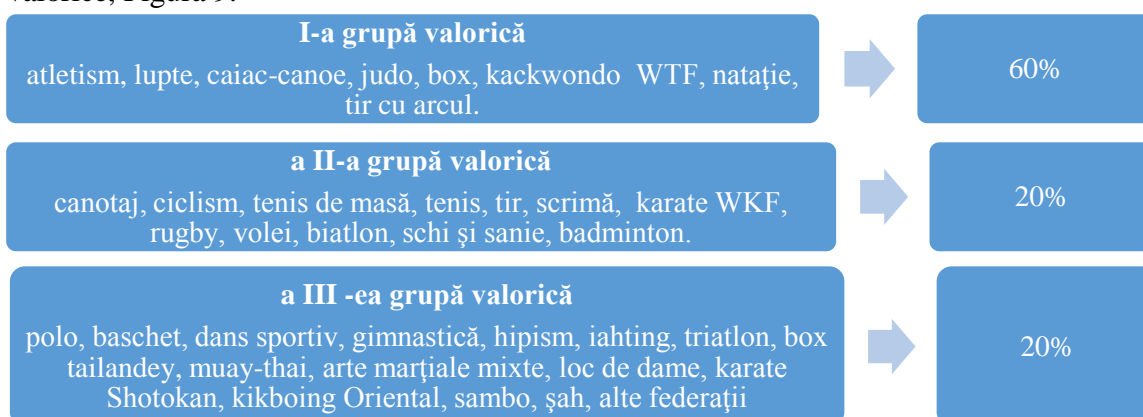 I-a grupă valorică
atletism, lupte, caiac-canoe, judo, box, kackwondo WTF, nataţie,
tir cu arcul.
60%
a II-a grupă valorică
canotaj, ciclism, tenis de masă, tenis, tir, scrimă, karate WKF,
rugby, volei, biatlon, schi şi sanie, badminton.
20%
a III -ea grupă valorică
polo, baschet, dans sportiv, gimnastică, hipism, iahting, triatlon, box
tailandey, muay-thai, arte marţiale mixte, loc de dame, karate
Shotokan, kikboing Oriental, sambo, şah, alte federaţii
20%